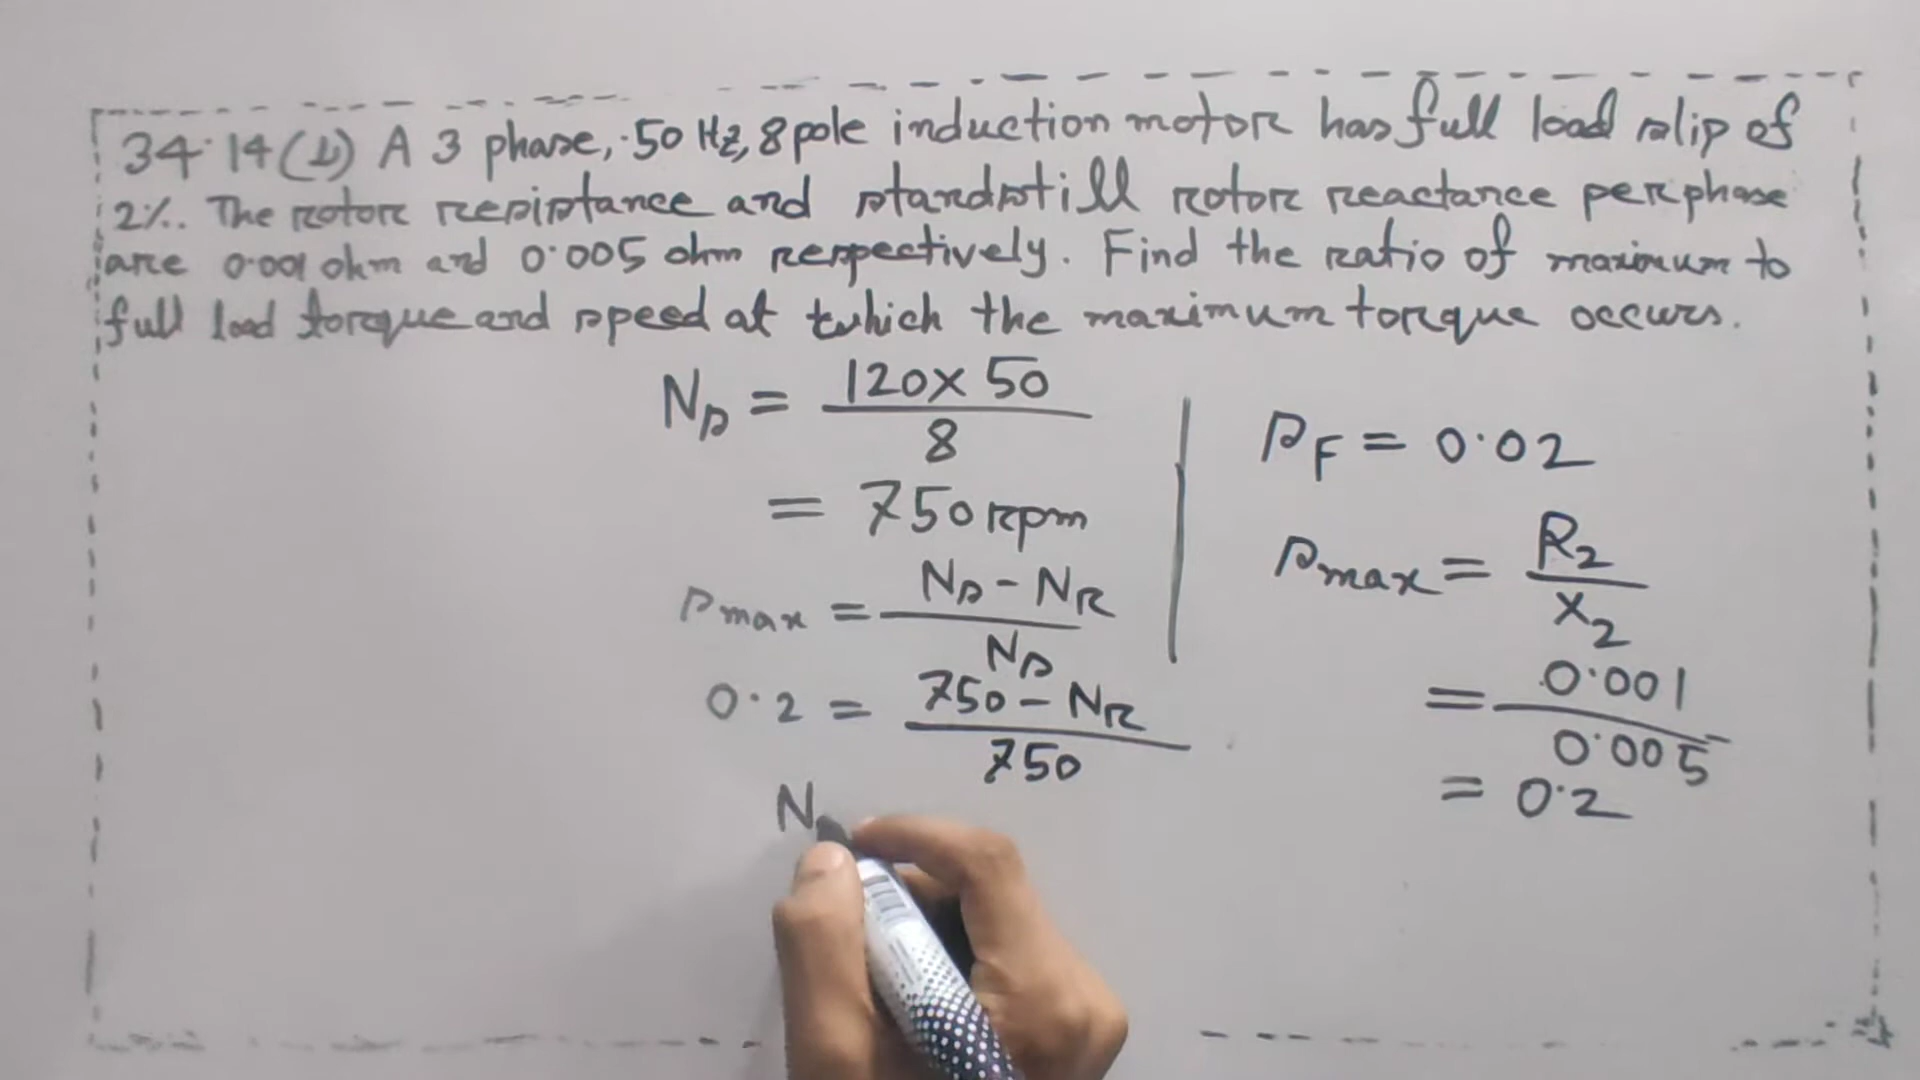 34.14(b) A 3 phase, 50 Hz, 8 pole induction motor has full load slip of
2%. The rotor resistance and standstill rotor reactance per phase
are 0.001 ohm and 0.005 ohm respectively. Find the ratio of maximum to
full load torque and speed at which the maximum torque occurs.
Ns = 120 x 50
8
= 750 rpm
smax = Ns - NR
Ns
0.2 = 750 - NR
750
N
sF = 0.02
smax = R2
X2
= 0.001
0.005
= 0.2